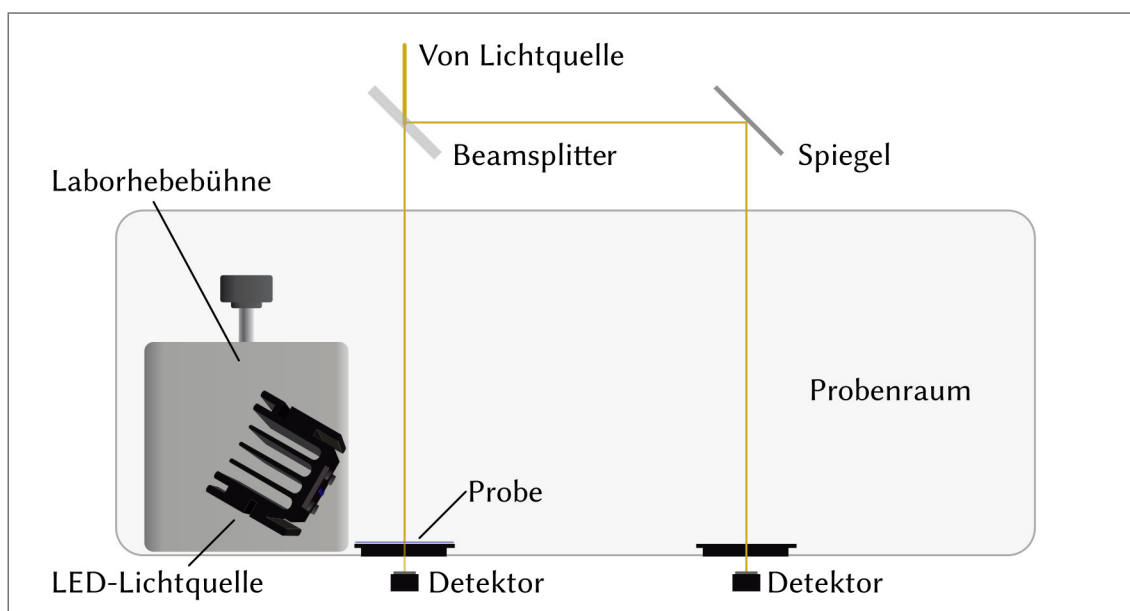 Von Lichtquelle
Beamsplitter
Spiegel
Laborhebebühne
Probenraum
Probe
LED-Lichtquelle
Detektor
Detektor